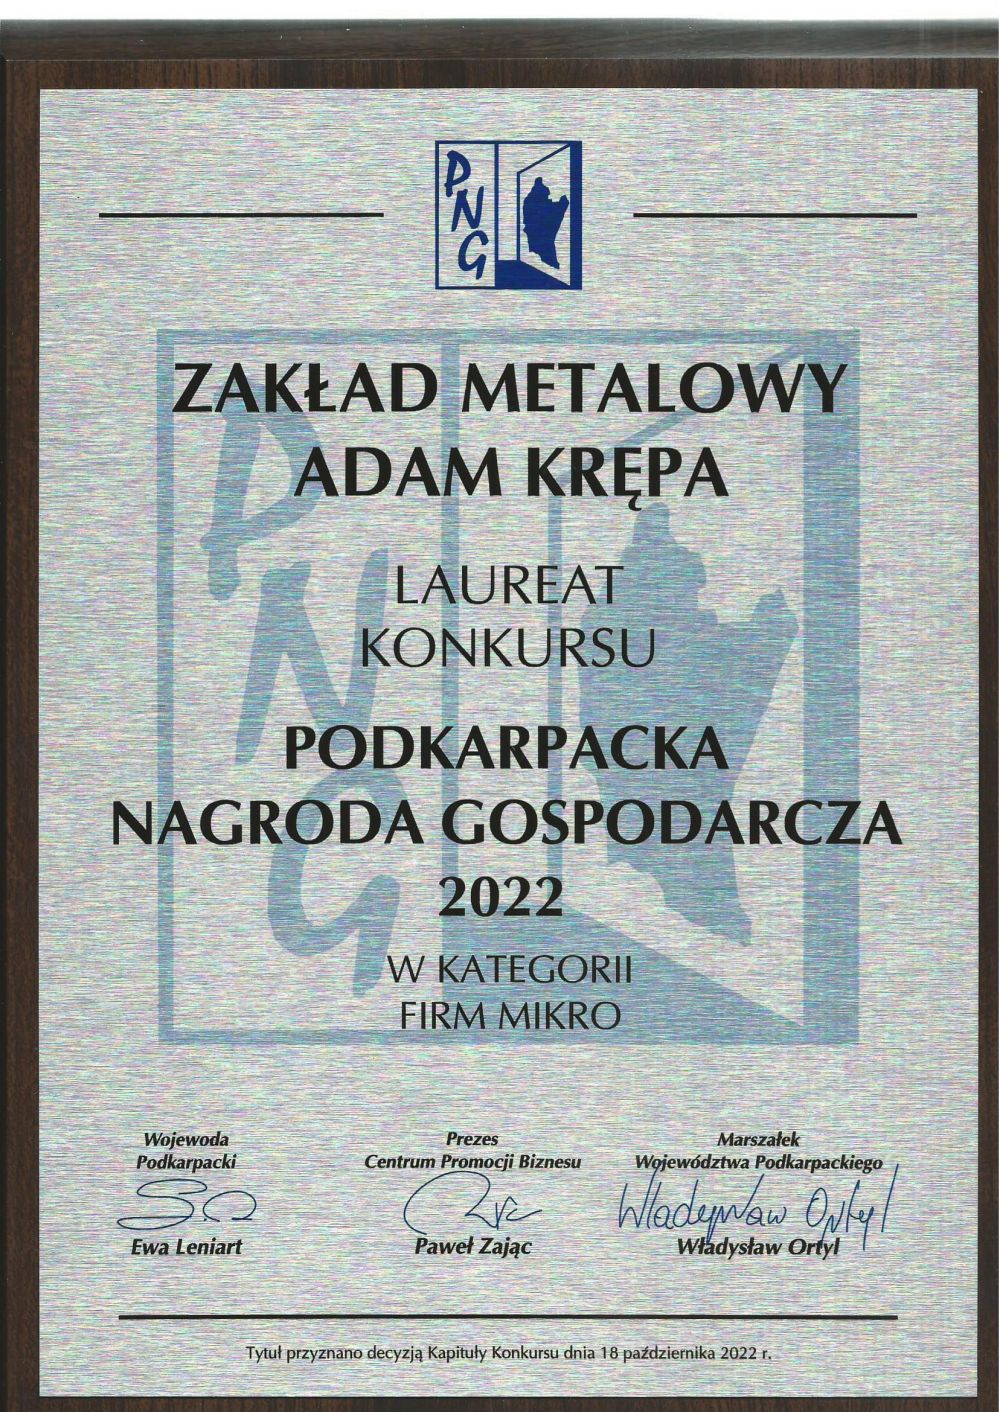 PNG
ZAKŁAD METALOWY
ADAM KRĘPA
LAUREAT
KONKURSU
PODKARPACKA
NAGRODA GOSPODARCZA
2022
W KATEGORII
FIRM MIKRO
Wojewoda
Podkarpacki
Ewa Leniart
Prezes
Centrum Promocji Biznesu
Paweł Zając
Marszałek
Województwa Podkarpackiego
Władysław Ortyl
Władysław Ortyl
Tytuł przyznano decyzją Kapituły Konkursu dnia 18 października 2022 r.